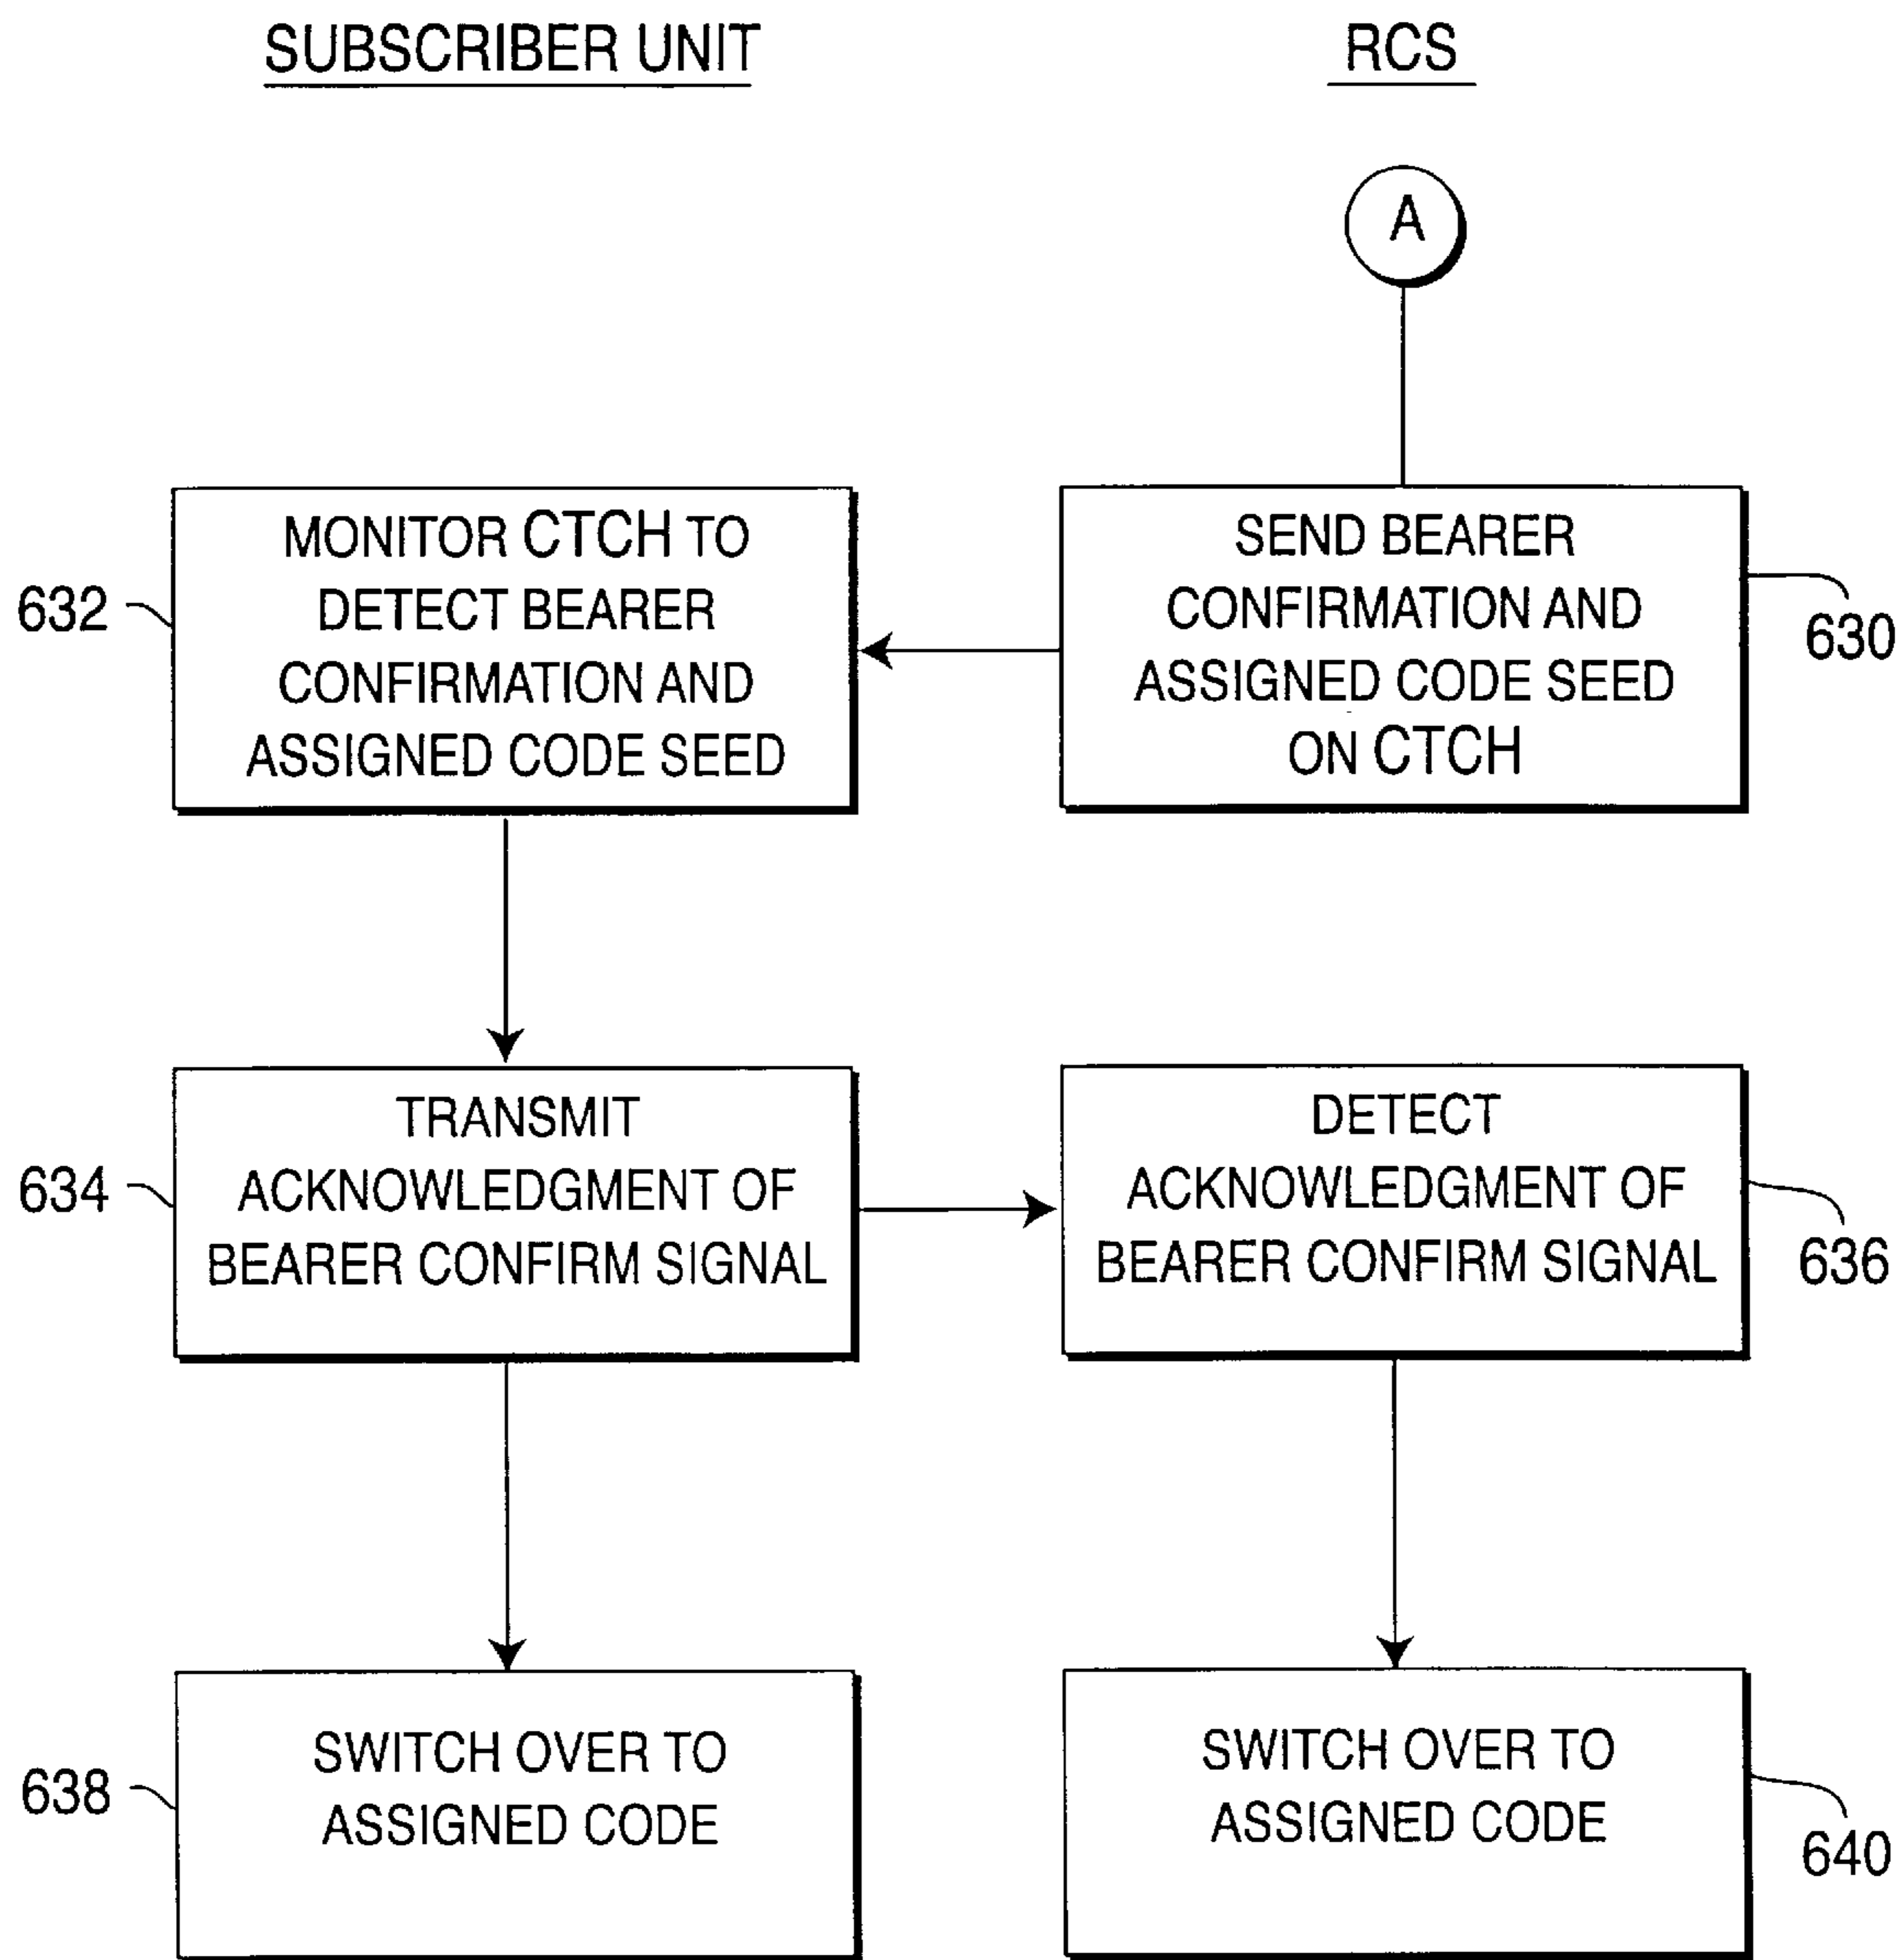 SUBSCRIBER UNIT
RCS
A
632
MONITOR CTCH TO
DETECT BEARER
CONFIRMATION AND
ASSIGNED CODE SEED
SEND BEARER
CONFIRMATION AND
ASSIGNED CODE SEED
ON CTCH
630
634
TRANSMIT
ACKNOWLEDGMENT OF
BEARER CONFIRM SIGNAL
DETECT
ACKNOWLEDGMENT OF
BEARER CONFIRM SIGNAL
636
638
SWITCH OVER TO
ASSIGNED CODE
SWITCH OVER TO
ASSIGNED CODE
640